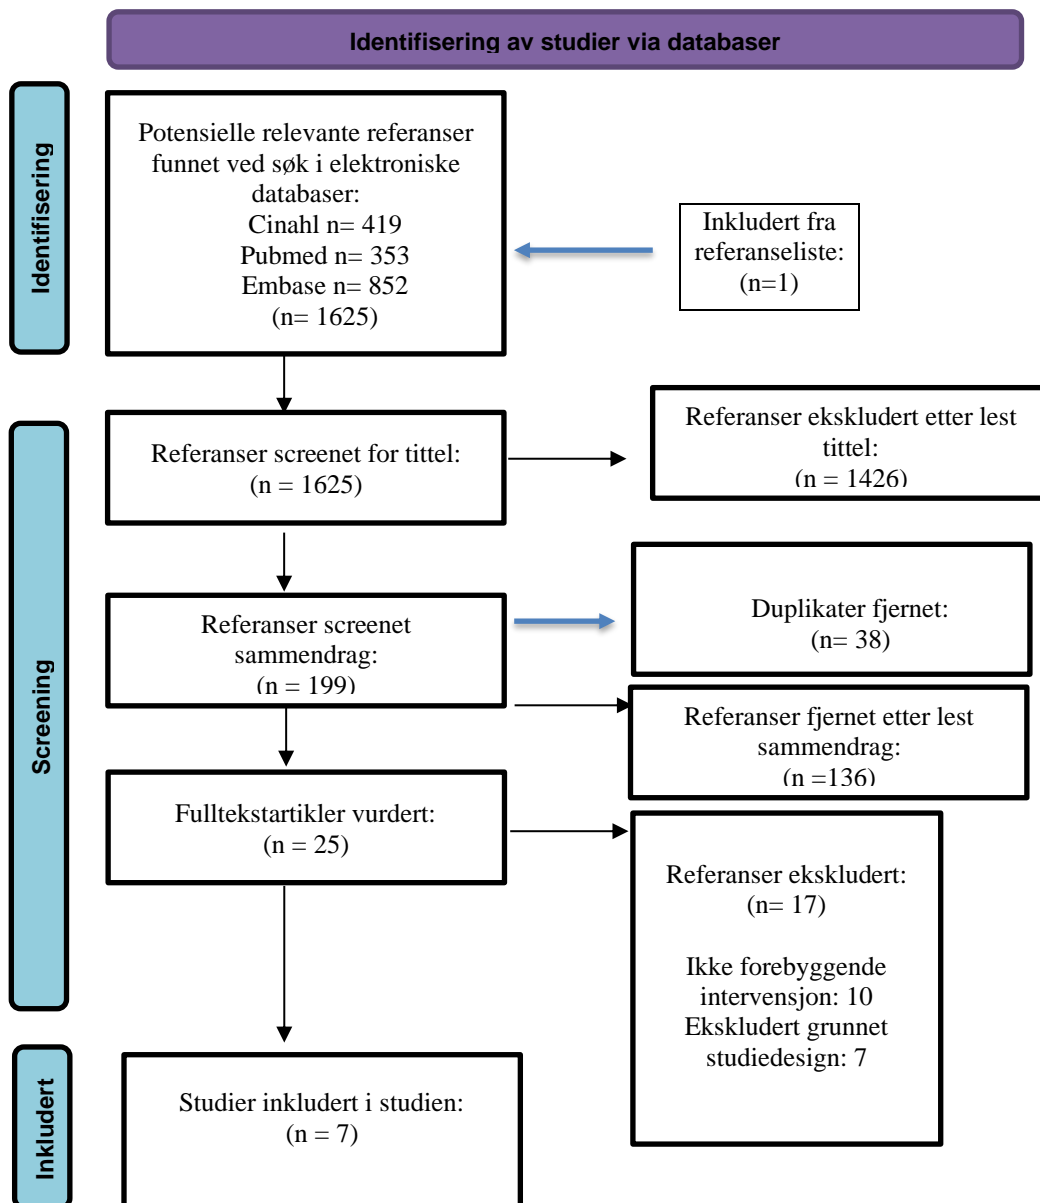 Identifisering av studier via databaser
Identifisering
Potensielle relevante referanser
funnet ved søk i elektroniske
databaser:
Cinahl n= 419
Pubmed n= 353
Embase n= 852
(n= 1625)
Inkludert fra
referanseliste:
(n=1)
Screening
Referanser screenet for tittel:
(n = 1625)
Referanser ekskludert etter lest
tittel:
(n = 1426)
Referanser screenet
sammendrag:
(n = 199)
Duplikater fjernet:
(n= 38)
Referanser fjernet etter lest
sammendrag:
(n =136)
Fulltekstartikler vurdert:
(n = 25)
Referanser ekskludert:
(n= 17)
Ikke forebyggende
intervensjon: 10
Ekskludert grunnet
studiedesign: 7
Inkludert
Studier inkludert i studien:
(n = 7)